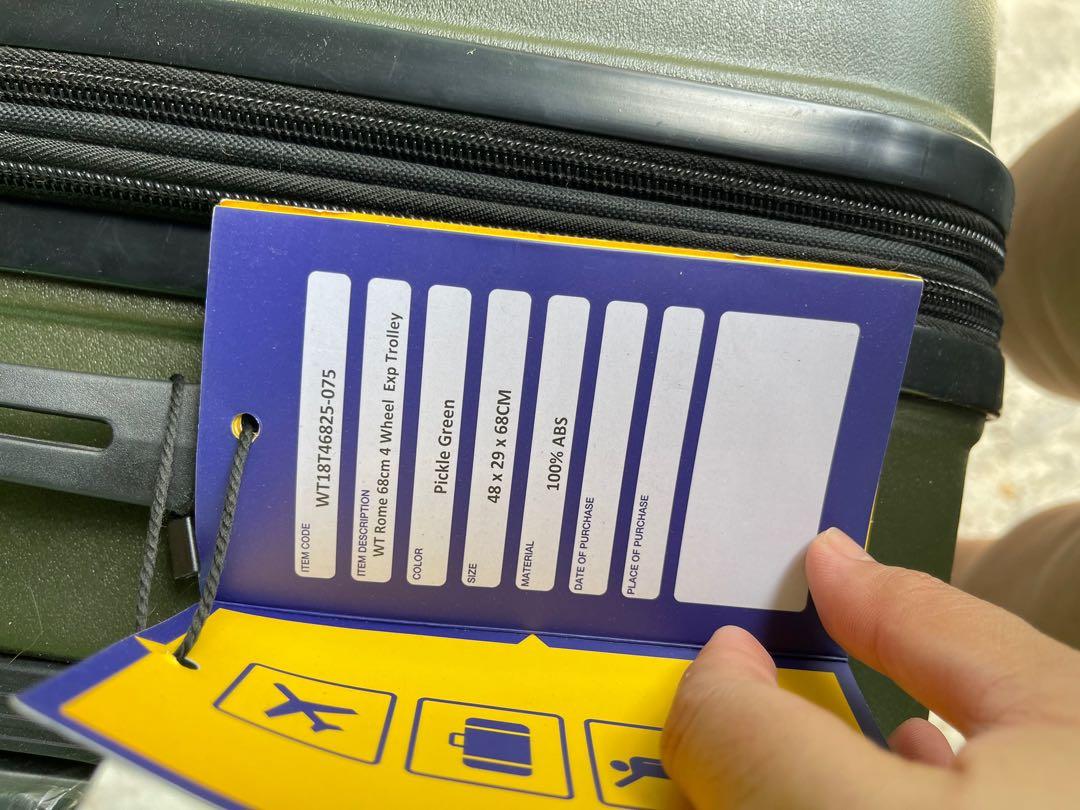 ITEM CODE
WT18T46825-075
ITEM DESCRIPTION
WT Rome 68cm 4 Wheel  Exp Trolley
COLOR
Pickle Green
SIZE
48 x 29 x 68CM
MATERIAL
100% ABS
DATE OF PURCHASE
PLACE OF PURCHASE